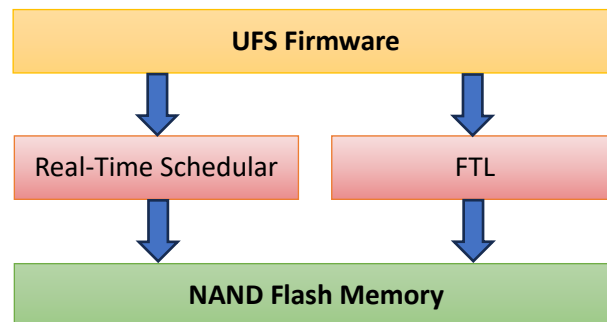 UFS Firmware
Real-Time Schedular
FTL
NAND Flash Memory